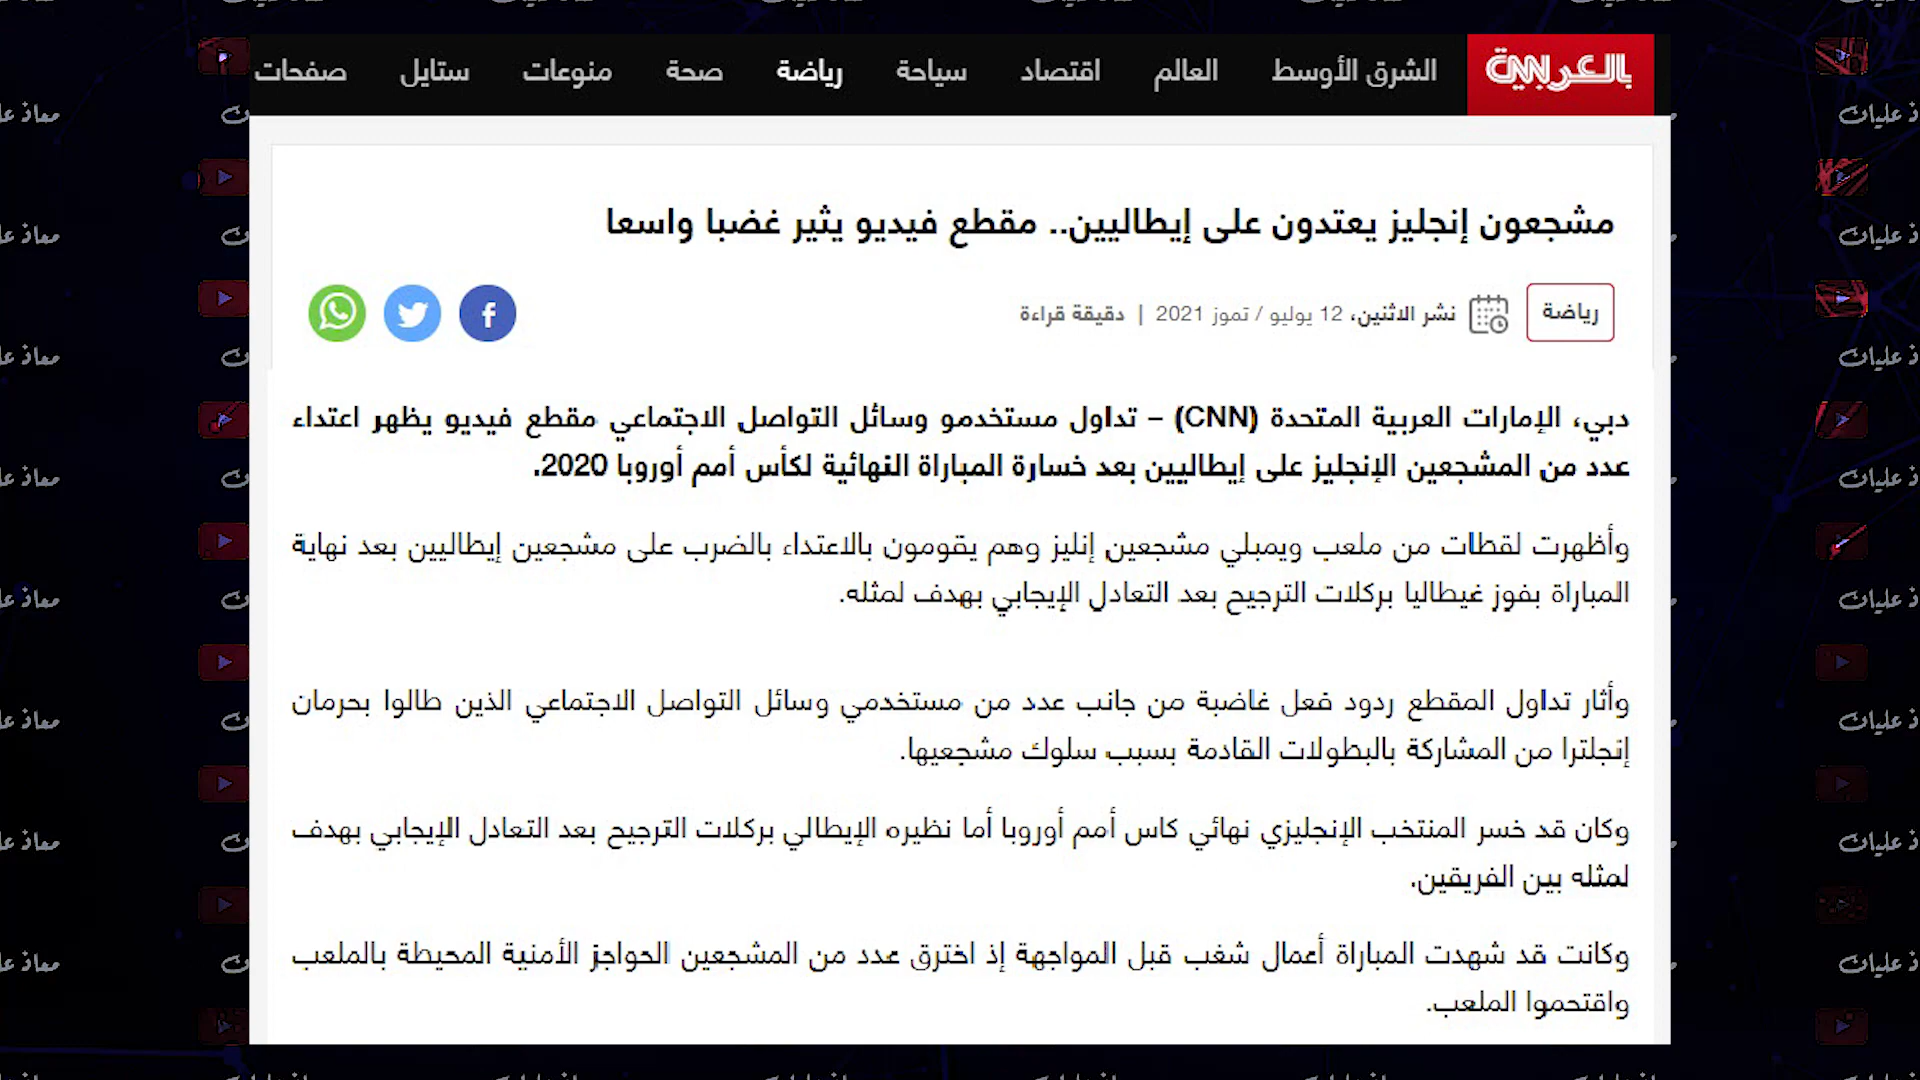 بالعربية CNN الشرق الأوسط العالم اقتصاد سياحة رياضة صحة منوعات ستايل صفحات
مشجعون إنجليز يعتدون على إيطاليين.. مقطع فيديو يثير غضبا واسعا
رياضة نشر الاثنين، 12 يوليو / تموز 2021 | دقيقة قراءة
دبي، الإمارات العربية المتحدة (CNN) – تداول مستخدمو وسائل التواصل الاجتماعي مقطع فيديو يظهر اعتداء
عدد من المشجعين الإنجليز على إيطاليين بعد خسارة المباراة النهائية لكأس أمم أوروبا 2020.
وأظهرت لقطات من ملعب ويمبلي مشجعين إنليز وهم يقومون بالاعتداء بالضرب على مشجعين إيطاليين بعد نهاية
المباراة بفوز غيطاليا بركلات الترجيح بعد التعادل الإيجابي بهدف لمثله.
وأثار تداول المقطع ردود فعل غاضبة من جانب عدد من مستخدمي وسائل التواصل الاجتماعي الذين طالوا بحرمان
إنجلترا من المشاركة بالبطولات القادمة بسبب سلوك مشجعيها.
وكان قد خسر المنتخب الإنجليزي نهائي كاس أمم أوروبا أما نظيره الإيطالي بركلات الترجيح بعد التعادل الإيجابي بهدف
لمثله بين الفريقين.
وكانت قد شهدت المباراة أعمال شغب قبل المواجهة إذ اخترق عدد من المشجعين الحواجز الأمنية المحيطة بالملعب
واقتحموا الملعب.